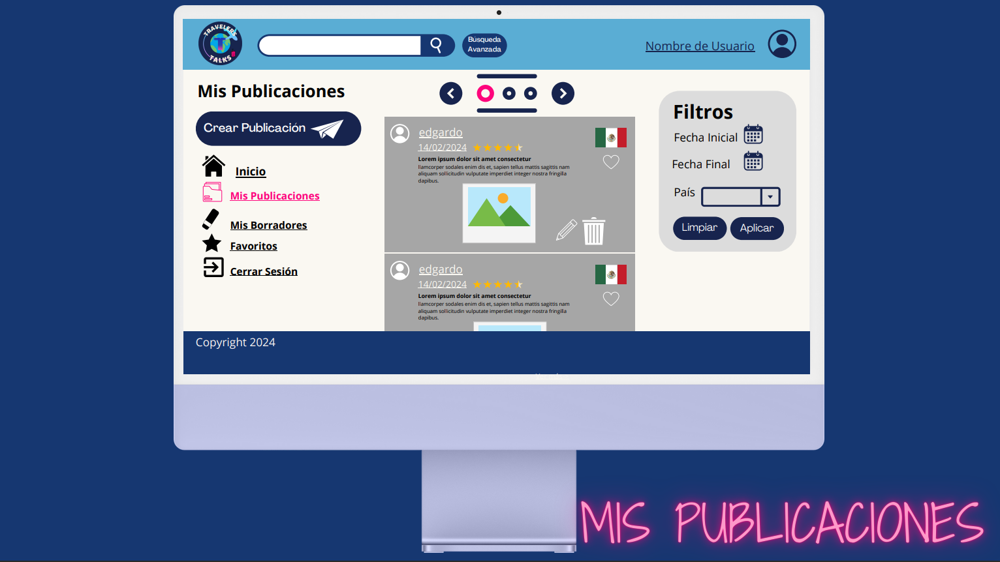 TRAVELERS
T
TALKS
Búsqueda
Avanzada
Nombre de Usuario
Mis Publicaciones
Crear Publicación
Inicio
Mis Publicaciones
Mis Borradores
Favoritos
Cerrar Sesión
edgardo
14/02/2024
Lorem ipsum dolor sit amet consectetur
llamcorper sodales enim dis et, sapien tellus mattis sagittis nam
aliquam sollicitudin vulputate imperdiet integer nostra fringilla
dapibus.
edgardo
14/02/2024
Lorem ipsum dolor sit amet consectetur
llamcorper sodales enim dis et, sapien tellus mattis sagittis nam
aliquam sollicitudin vulputate imperdiet integer nostra fringilla
dapibus.
Filtros
Fecha Inicial
Fecha Final
País
Limpiar
Aplicar
Copyright 2024
MIS PUBLICACIONES